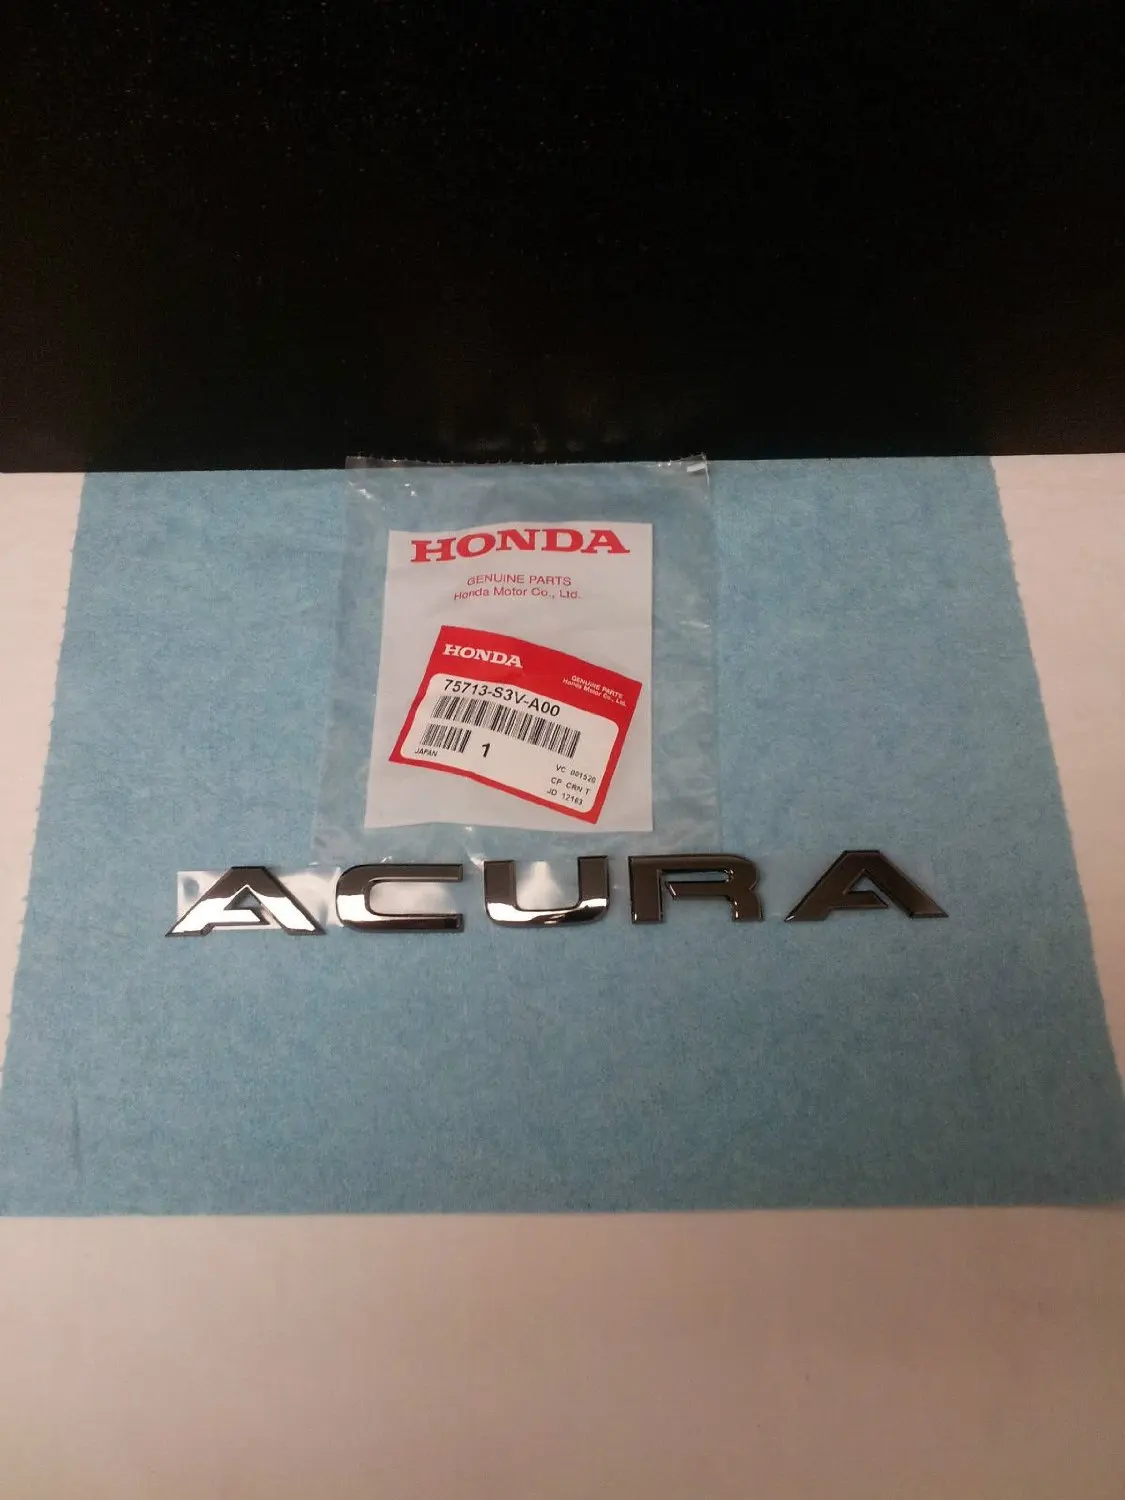 HONDA
GENUINE PARTS
Honda Motor Co., Ltd.
HONDA
GENUINE PARTS
Honda Motor Co., Ltd.
75713-S3V-A00
1
JAPAN
VC 001520
CP CRN T
JD 12163
ACURA